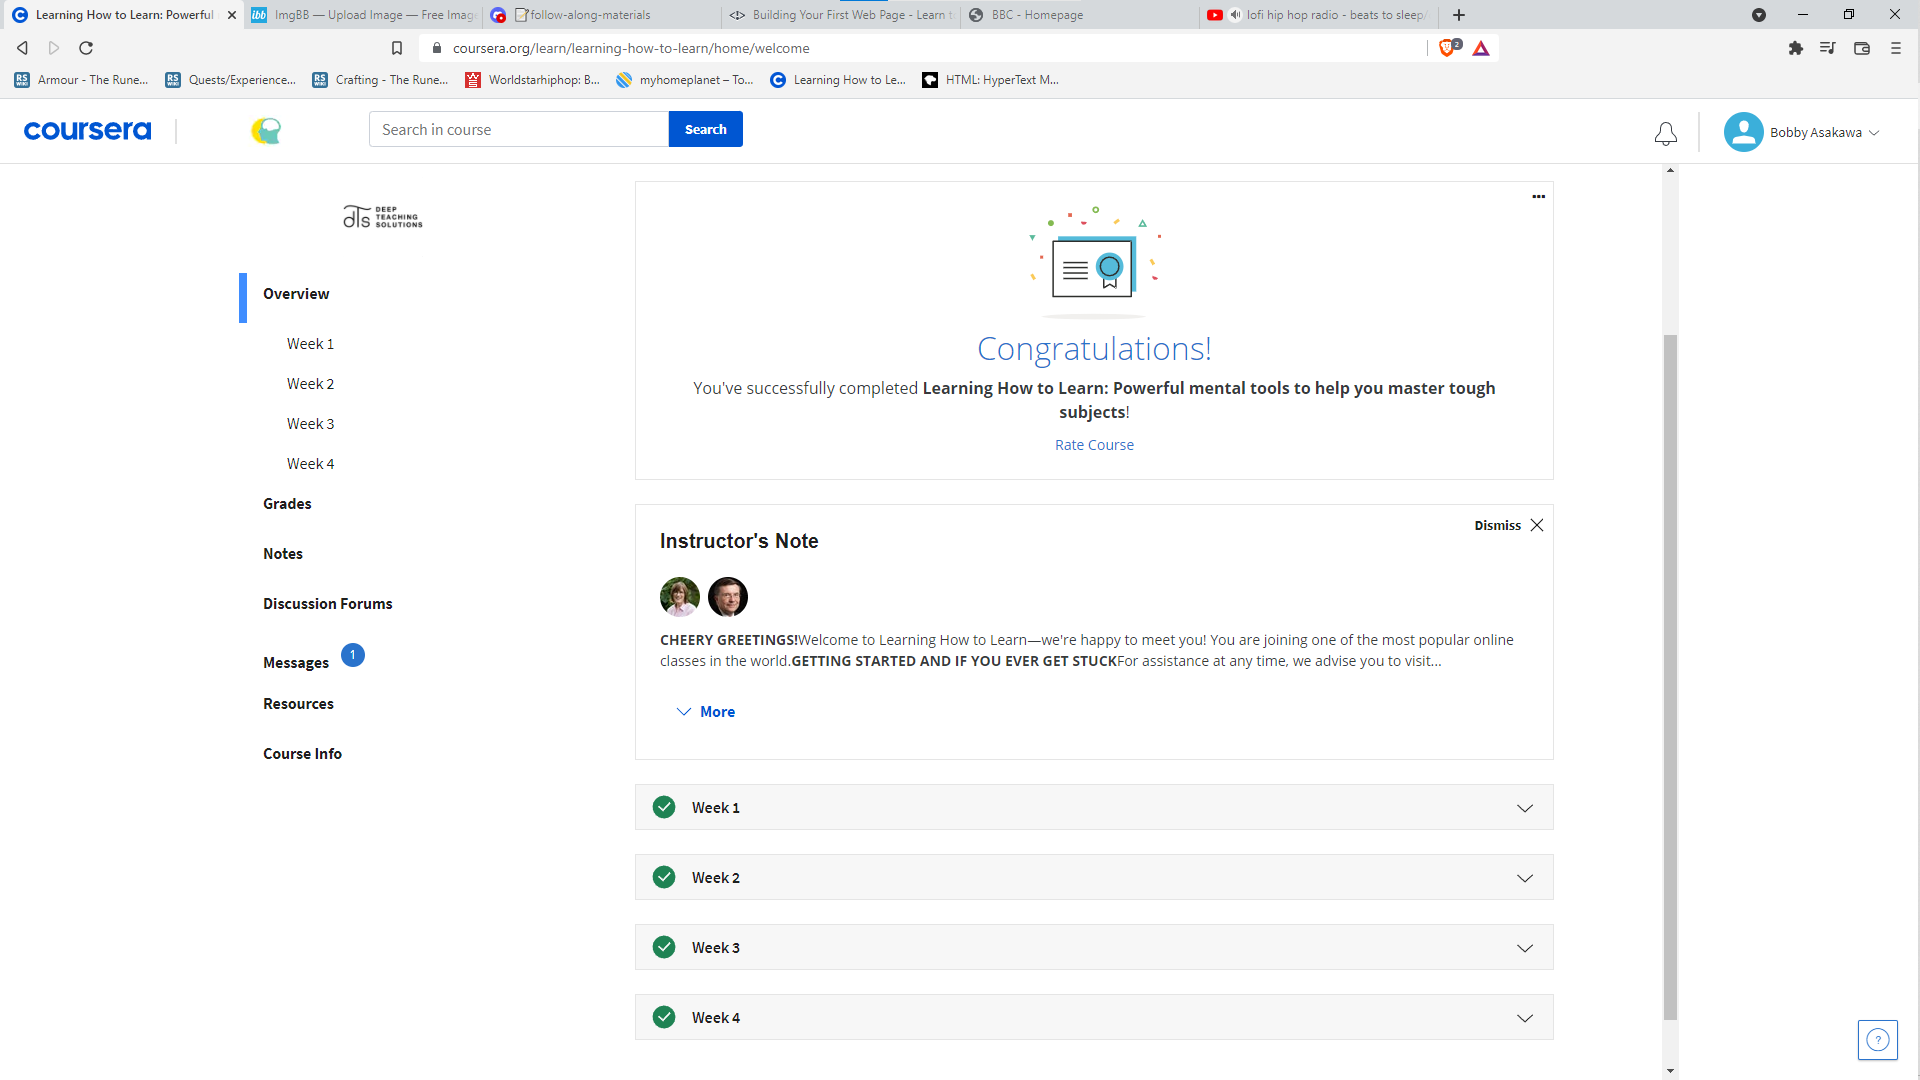 Learning How to Learn: Powerful
ImgBB — Upload Image — Free Imag
follow-along-materials
Building Your First Web Page - Learn t
BBC - Homepage
lofi hip hop radio - beats to sleep/
coursera.org/learn/learning-how-to-learn/home/welcome
2
Armour - The Rune...
Quests/Experience...
Crafting - The Rune...
Worldstarhiphop: B...
myhomeplanet – To...
Learning How to Le...
HTML: HyperText M...
coursera
Search in course
Search
Bobby Asakawa
dTs DEEP
TEACHING
SOLUTIONS
Overview
Week 1
Week 2
Week 3
Week 4
Grades
Notes
Discussion Forums
Messages 1
Resources
Course Info
Congratulations!
You've successfully completed Learning How to Learn: Powerful mental tools to help you master tough
subjects!
Rate Course
Dismiss
Instructor's Note
CHEERY GREETINGS!Welcome to Learning How to Learn—we're happy to meet you! You are joining one of the most popular online
classes in the world.GETTING STARTED AND IF YOU EVER GET STUCKFor assistance at any time, we advise you to visit...
More
Week 1
Week 2
Week 3
Week 4
?